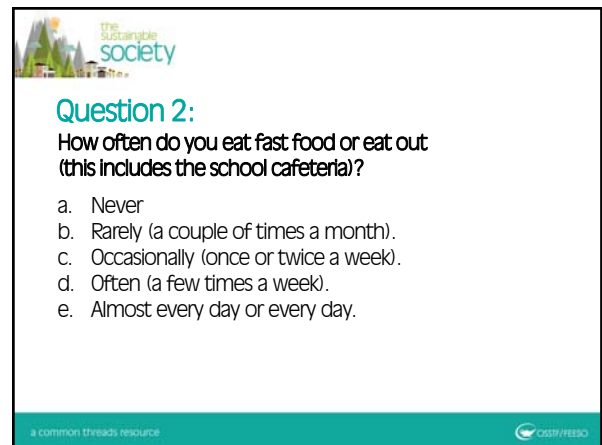 the
sustainable
society
Question 2:
How often do you eat fast food or eat out
(this includes the school cafeteria)?
a. Never
b. Rarely (a couple of times a month).
c. Occasionally (once or twice a week).
d. Often (a few times a week).
e. Almost every day or every day.
a common threads resource
OSSTF/FEESO